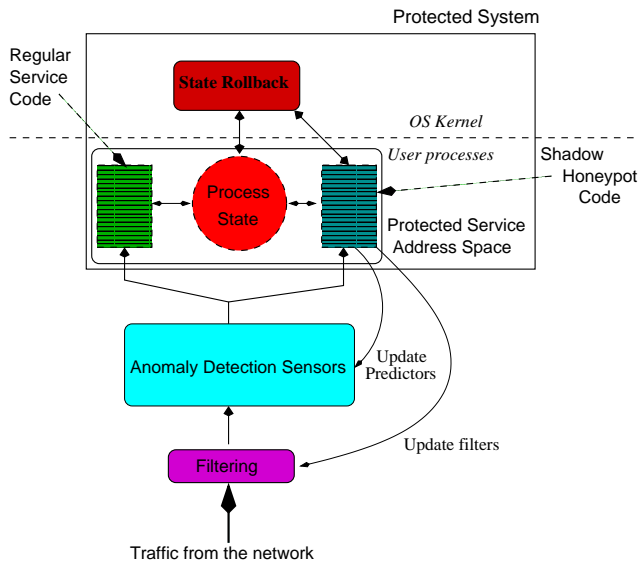 Protected System
Regular
Service
Code
State Rollback
OS Kernel
User processes
Shadow
Honeypot
Code
Process
State
Protected Service
Address Space
Anomaly Detection Sensors
Update
Predictors
Update filters
Filtering
Traffic from the network